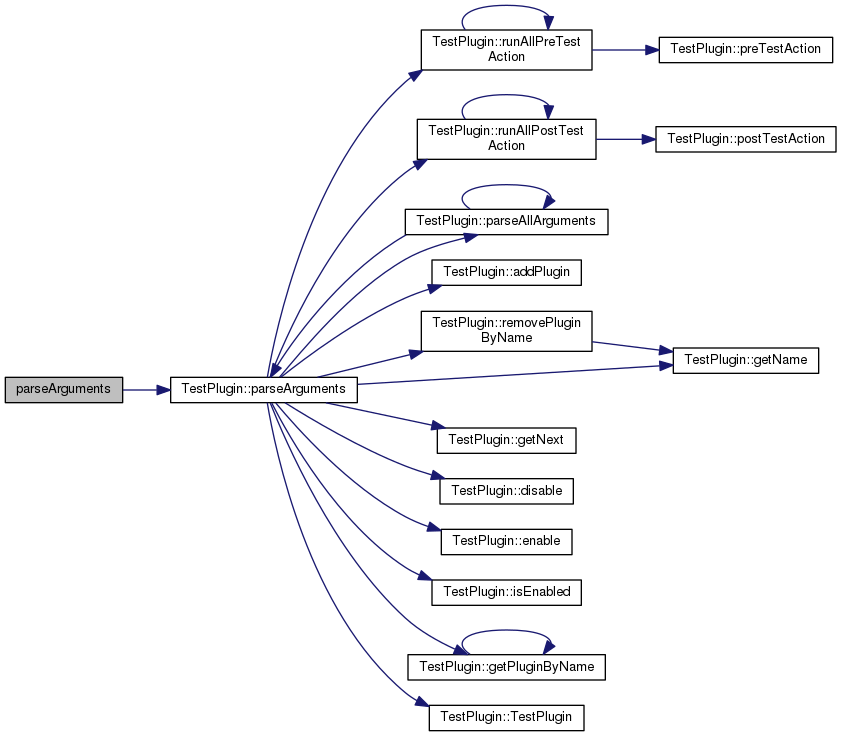 TestPlugin::runAllPreTest
Action
TestPlugin::preTestAction
TestPlugin::runAllPostTest
Action
TestPlugin::postTestAction
TestPlugin::parseAllArguments
TestPlugin::addPlugin
TestPlugin::removePlugin
ByName
TestPlugin::getName
parseArguments
TestPlugin::parseArguments
TestPlugin::getNext
TestPlugin::disable
TestPlugin::enable
TestPlugin::isEnabled
TestPlugin::getPluginByName
TestPlugin::TestPlugin